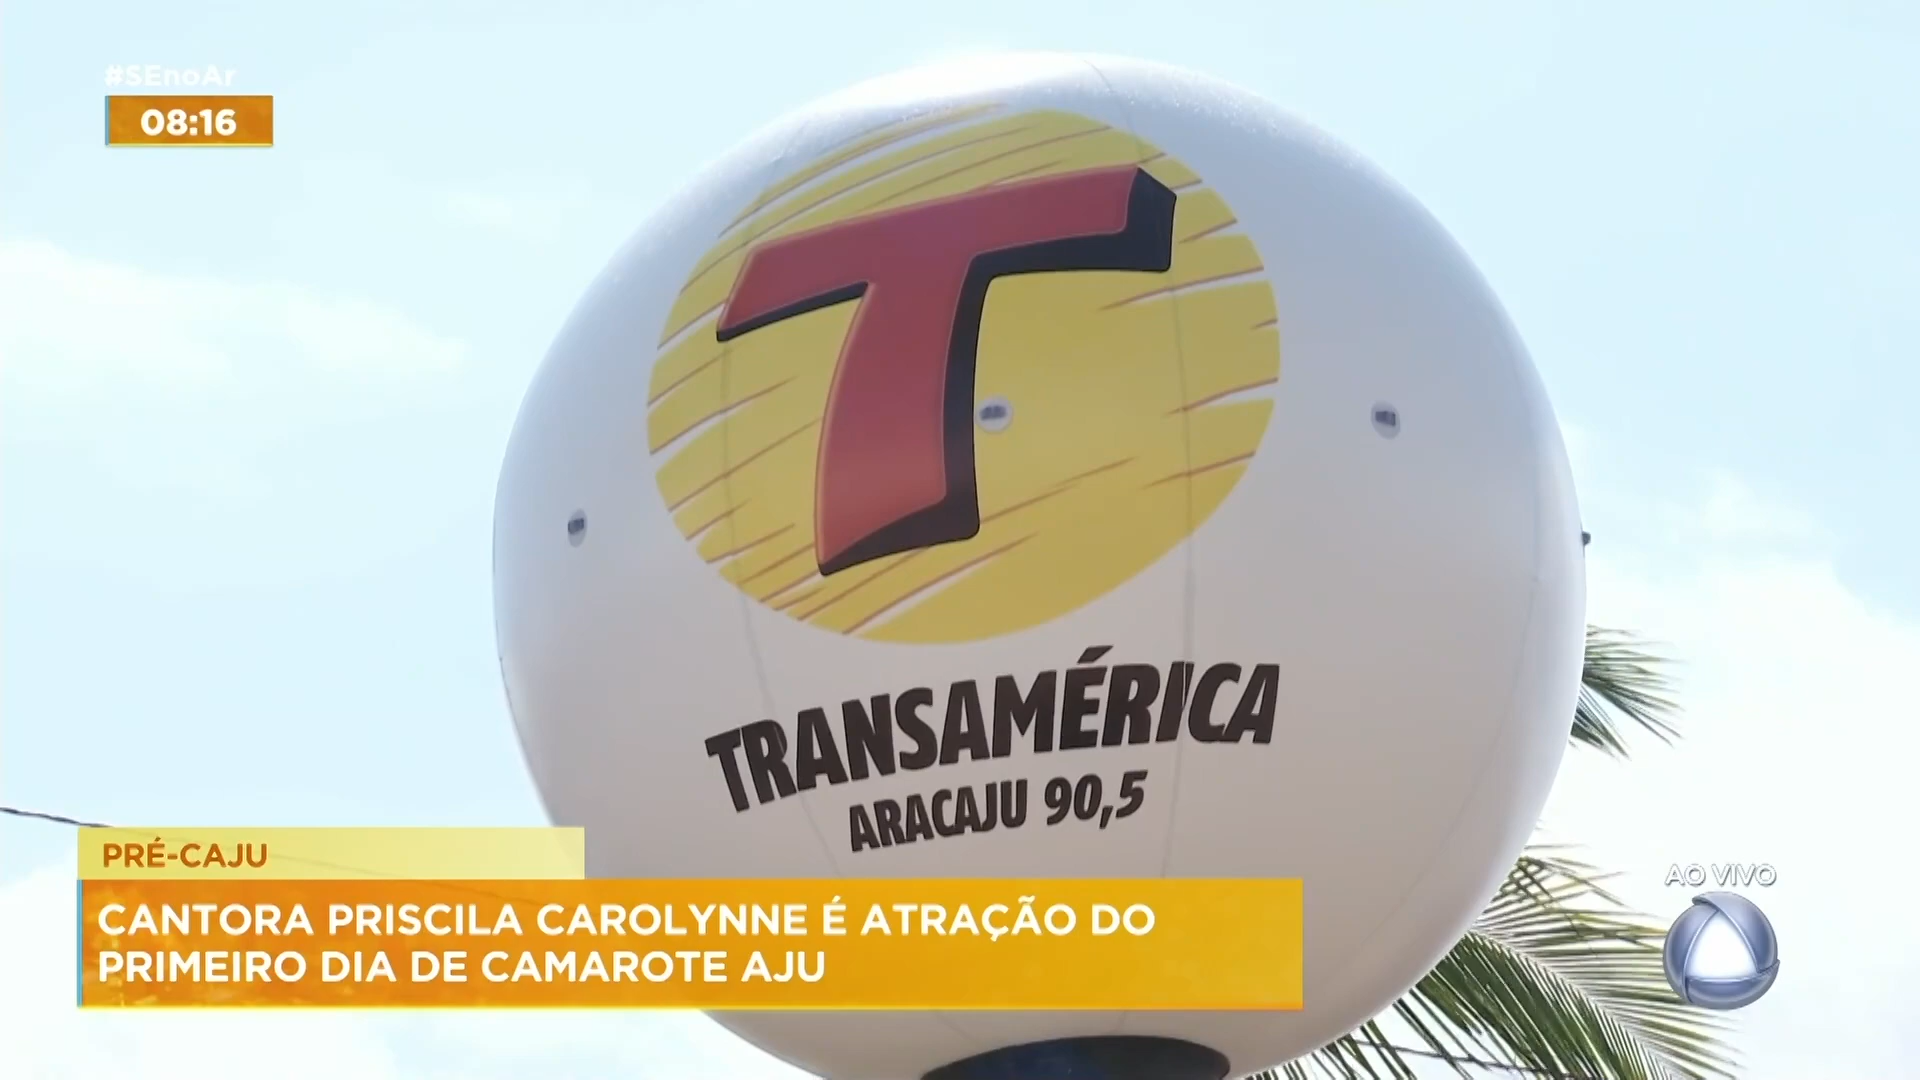 #SEnoAr
08:16
T
TRANSAMÉRICA
ARACAJU 90,5
PRÉ-CAJU
CANTORA PRISCILA CAROLYNNE É ATRAÇÃO DO
PRIMEIRO DIA DE CAMAROTE AJU
AO VIVO